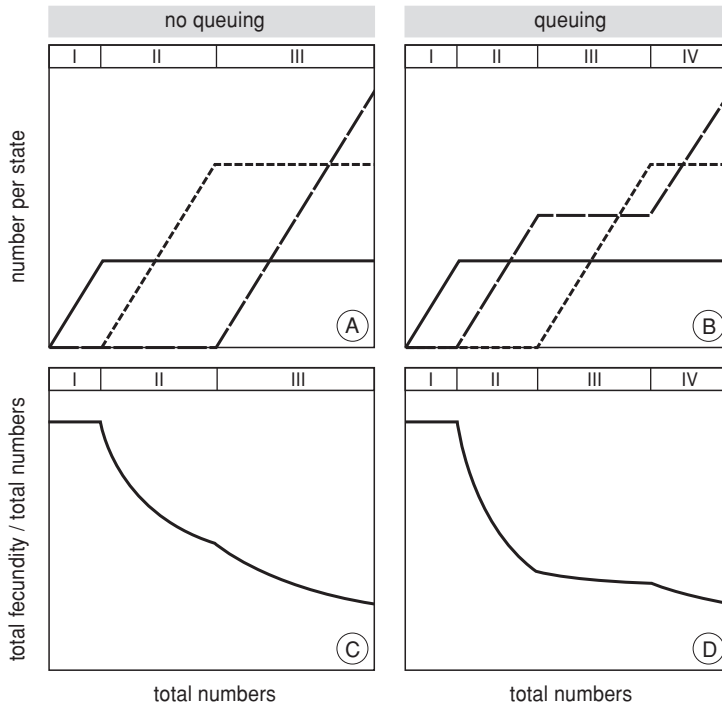 no queuing
queuing
I II III
I II III IV
number per state
A
B
I II III
I II III IV
total fecundity / total numbers
C
D
total numbers
total numbers